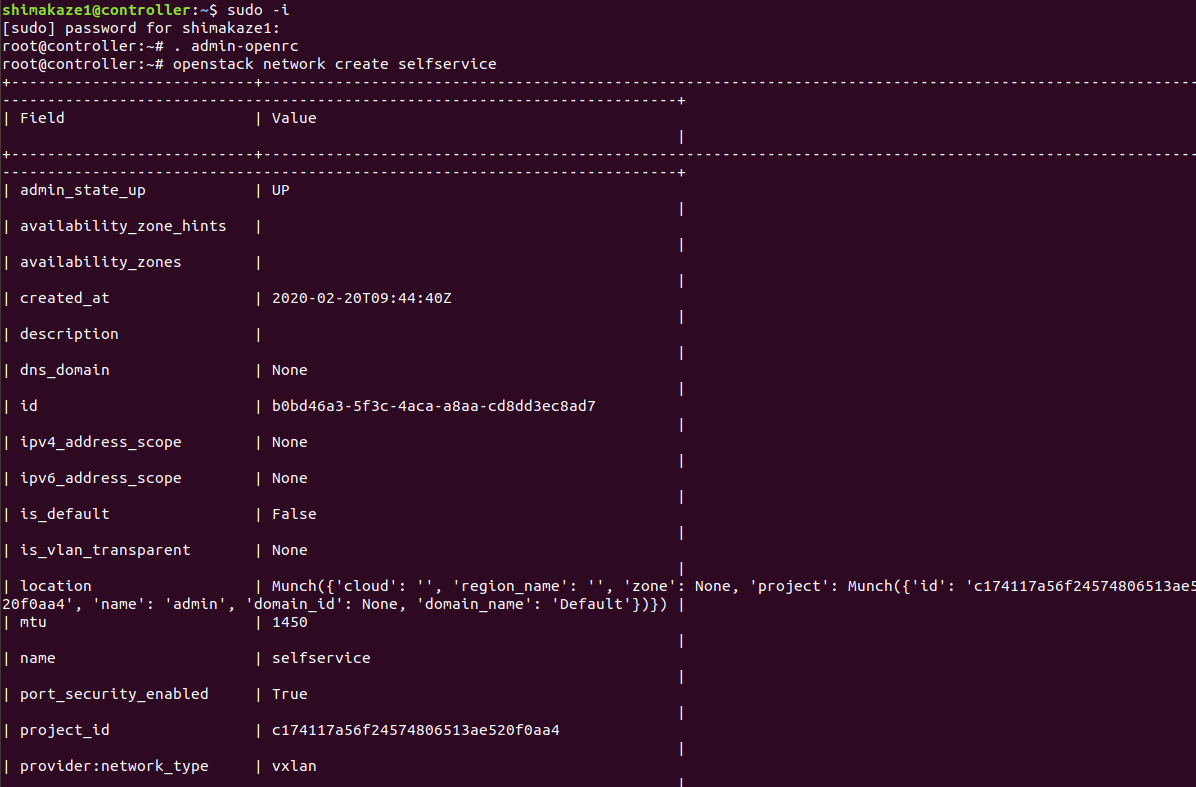 shimakaze1@controller:~$ sudo -i
[sudo] password for shimakaze1:
root@controller:~# . admin-openrc
root@controller:~# openstack network create selfservice
+---------------------------+--------------------------------------------------------------------------------------------------------
---------------------------------------------------------------------------+
| Field                     | Value
                                                                           |
+---------------------------+--------------------------------------------------------------------------------------------------------
---------------------------------------------------------------------------+
| admin_state_up            | UP
                                                                           |
| availability_zone_hints   |
                                                                           |
| availability_zones        |
                                                                           |
| created_at                | 2020-02-20T09:44:40Z
                                                                           |
| description               |
                                                                           |
| dns_domain                | None
                                                                           |
| id                        | b0bd46a3-5f3c-4aca-a8aa-cd8dd3ec8ad7
                                                                           |
| ipv4_address_scope        | None
                                                                           |
| ipv6_address_scope        | None
                                                                           |
| is_default                | False
                                                                           |
| is_vlan_transparent       | None
                                                                           |
| location                  | Munch({'cloud': '', 'region_name': '', 'zone': None, 'project': Munch({'id': 'c174117a56f24574806513ae5
20f0aa4', 'name': 'admin', 'domain_id': None, 'domain_name': 'Default'})}) |
| mtu                       | 1450
                                                                           |
| name                      | selfservice
                                                                           |
| port_security_enabled     | True
                                                                           |
| project_id                | c174117a56f24574806513ae520f0aa4
                                                                           |
| provider:network_type     | vxlan
                                                                           |